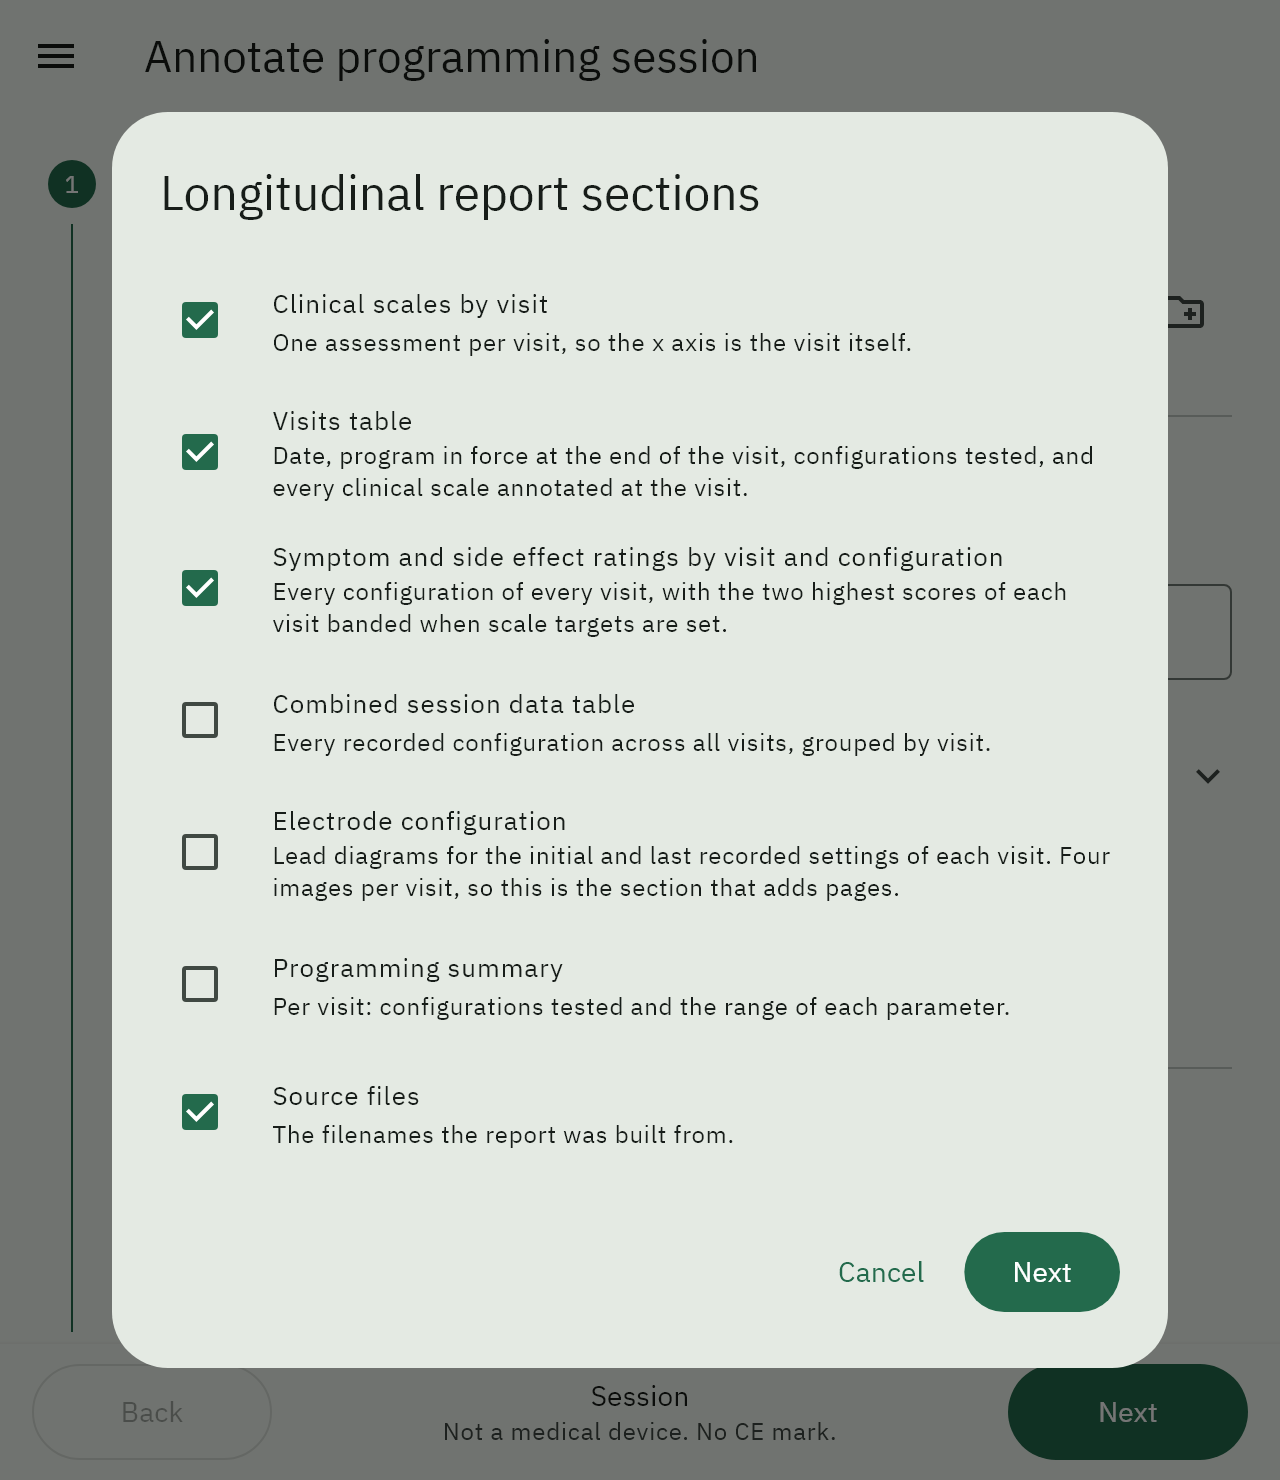 Annotate programming session
1
Longitudinal report sections
Clinical scales by visit
One assessment per visit, so the x axis is the visit itself.
Visits table
Date, program in force at the end of the visit, configurations tested, and
every clinical scale annotated at the visit.
Symptom and side effect ratings by visit and configuration
Every configuration of every visit, with the two highest scores of each
visit banded when scale targets are set.
Combined session data table
Every recorded configuration across all visits, grouped by visit.
Electrode configuration
Lead diagrams for the initial and last recorded settings of each visit. Four
images per visit, so this is the section that adds pages.
Programming summary
Per visit: configurations tested and the range of each parameter.
Source files
The filenames the report was built from.
Cancel
Next
Back
Session
Not a medical device. No CE mark.
Next